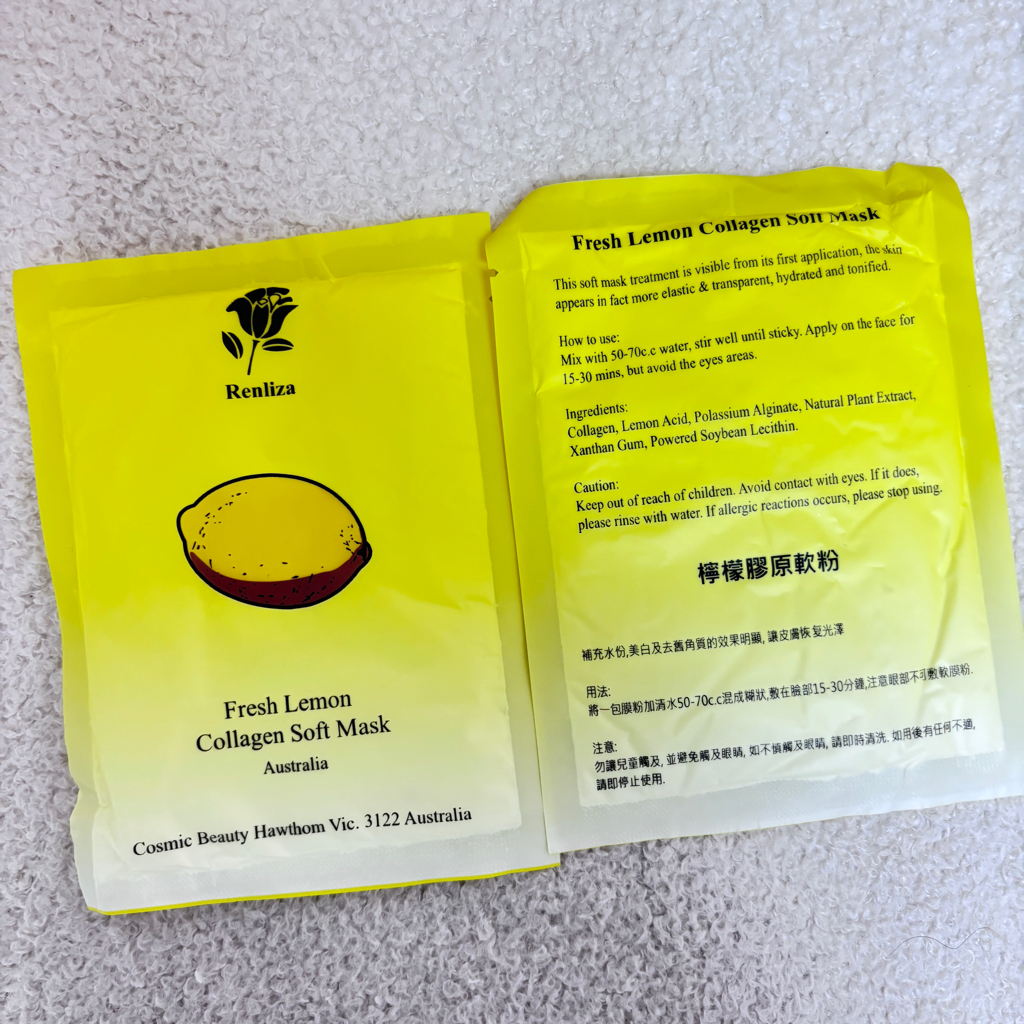 Renliza
Fresh Lemon
Collagen Soft Mask
Australia
Cosmic Beauty Hawthom Vic. 3122 Australia
Fresh Lemon Collagen Soft Mask
This soft mask treatment is visible from its first application, the skin
appears in fact more elastic & transparent, hydrated and tonified.
How to use:
Mix with 50-70c.c water, stir well until sticky. Apply on the face for
15-30 mins, but avoid the eyes areas.
Ingredients:
Collagen, Lemon Acid, Polassium Alginate, Natural Plant Extract,
Xanthan Gum, Powered Soybean Lecithin.
Caution:
Keep out of reach of children. Avoid contact with eyes. If it does,
please rinse with water. If allergic reactions occurs, please stop using.
檸檬膠原軟粉
補充水份,美白及去舊角質的效果明顯, 讓皮膚恢复光澤
用法:
將一包膜粉加清水50-70c.c混成糊狀,敷在臉部15-30分鐘,注意眼部不可敷軟膜粉.
注意:
勿讓兒童觸及, 並避免觸及眼睛, 如不慎觸及眼睛, 請即時清洗. 如用後有任何不適,
請即停止使用.